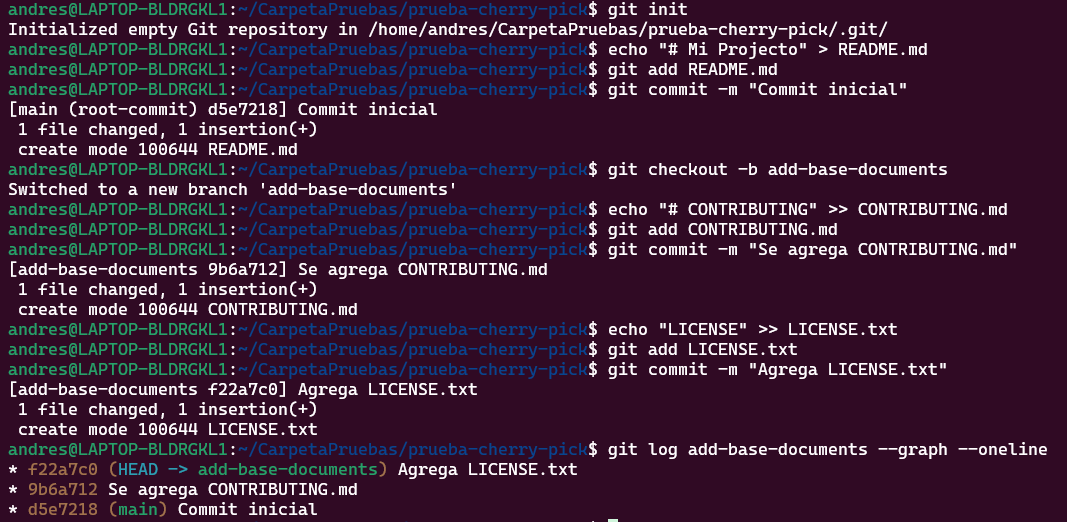 andres@LAPTOP-BLDRGKL1:~/CarpetaPruebas/prueba-cherry-pick$ git init
Initialized empty Git repository in /home/andres/CarpetaPruebas/prueba-cherry-pick/.git/
andres@LAPTOP-BLDRGKL1:~/CarpetaPruebas/prueba-cherry-pick$ echo "# Mi Projecto" > README.md
andres@LAPTOP-BLDRGKL1:~/CarpetaPruebas/prueba-cherry-pick$ git add README.md
andres@LAPTOP-BLDRGKL1:~/CarpetaPruebas/prueba-cherry-pick$ git commit -m "Commit inicial"
[main (root-commit) d5e7218] Commit inicial
 1 file changed, 1 insertion(+)
 create mode 100644 README.md
andres@LAPTOP-BLDRGKL1:~/CarpetaPruebas/prueba-cherry-pick$ git checkout -b add-base-documents
Switched to a new branch 'add-base-documents'
andres@LAPTOP-BLDRGKL1:~/CarpetaPruebas/prueba-cherry-pick$ echo "# CONTRIBUTING" >> CONTRIBUTING.md
andres@LAPTOP-BLDRGKL1:~/CarpetaPruebas/prueba-cherry-pick$ git add CONTRIBUTING.md
andres@LAPTOP-BLDRGKL1:~/CarpetaPruebas/prueba-cherry-pick$ git commit -m "Se agrega CONTRIBUTING.md"
[add-base-documents 9b6a712] Se agrega CONTRIBUTING.md
 1 file changed, 1 insertion(+)
 create mode 100644 CONTRIBUTING.md
andres@LAPTOP-BLDRGKL1:~/CarpetaPruebas/prueba-cherry-pick$ echo "LICENSE" >> LICENSE.txt
andres@LAPTOP-BLDRGKL1:~/CarpetaPruebas/prueba-cherry-pick$ git add LICENSE.txt
andres@LAPTOP-BLDRGKL1:~/CarpetaPruebas/prueba-cherry-pick$ git commit -m "Agrega LICENSE.txt"
[add-base-documents f22a7c0] Agrega LICENSE.txt
 1 file changed, 1 insertion(+)
 create mode 100644 LICENSE.txt
andres@LAPTOP-BLDRGKL1:~/CarpetaPruebas/prueba-cherry-pick$ git log add-base-documents --graph --oneline
* f22a7c0 (HEAD -> add-base-documents) Agrega LICENSE.txt
* 9b6a712 Se agrega CONTRIBUTING.md
* d5e7218 (main) Commit inicial